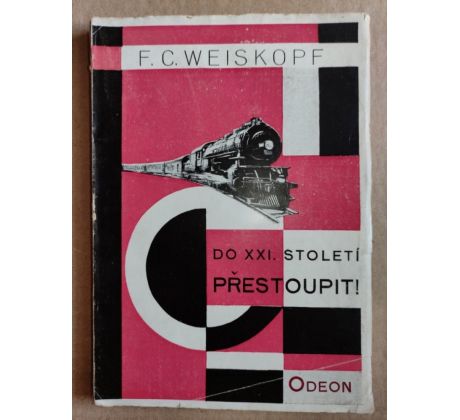 F. C. WEISKOPF
DO XXI. STOLETÍ
PŘESTOUPIT!
ODEON